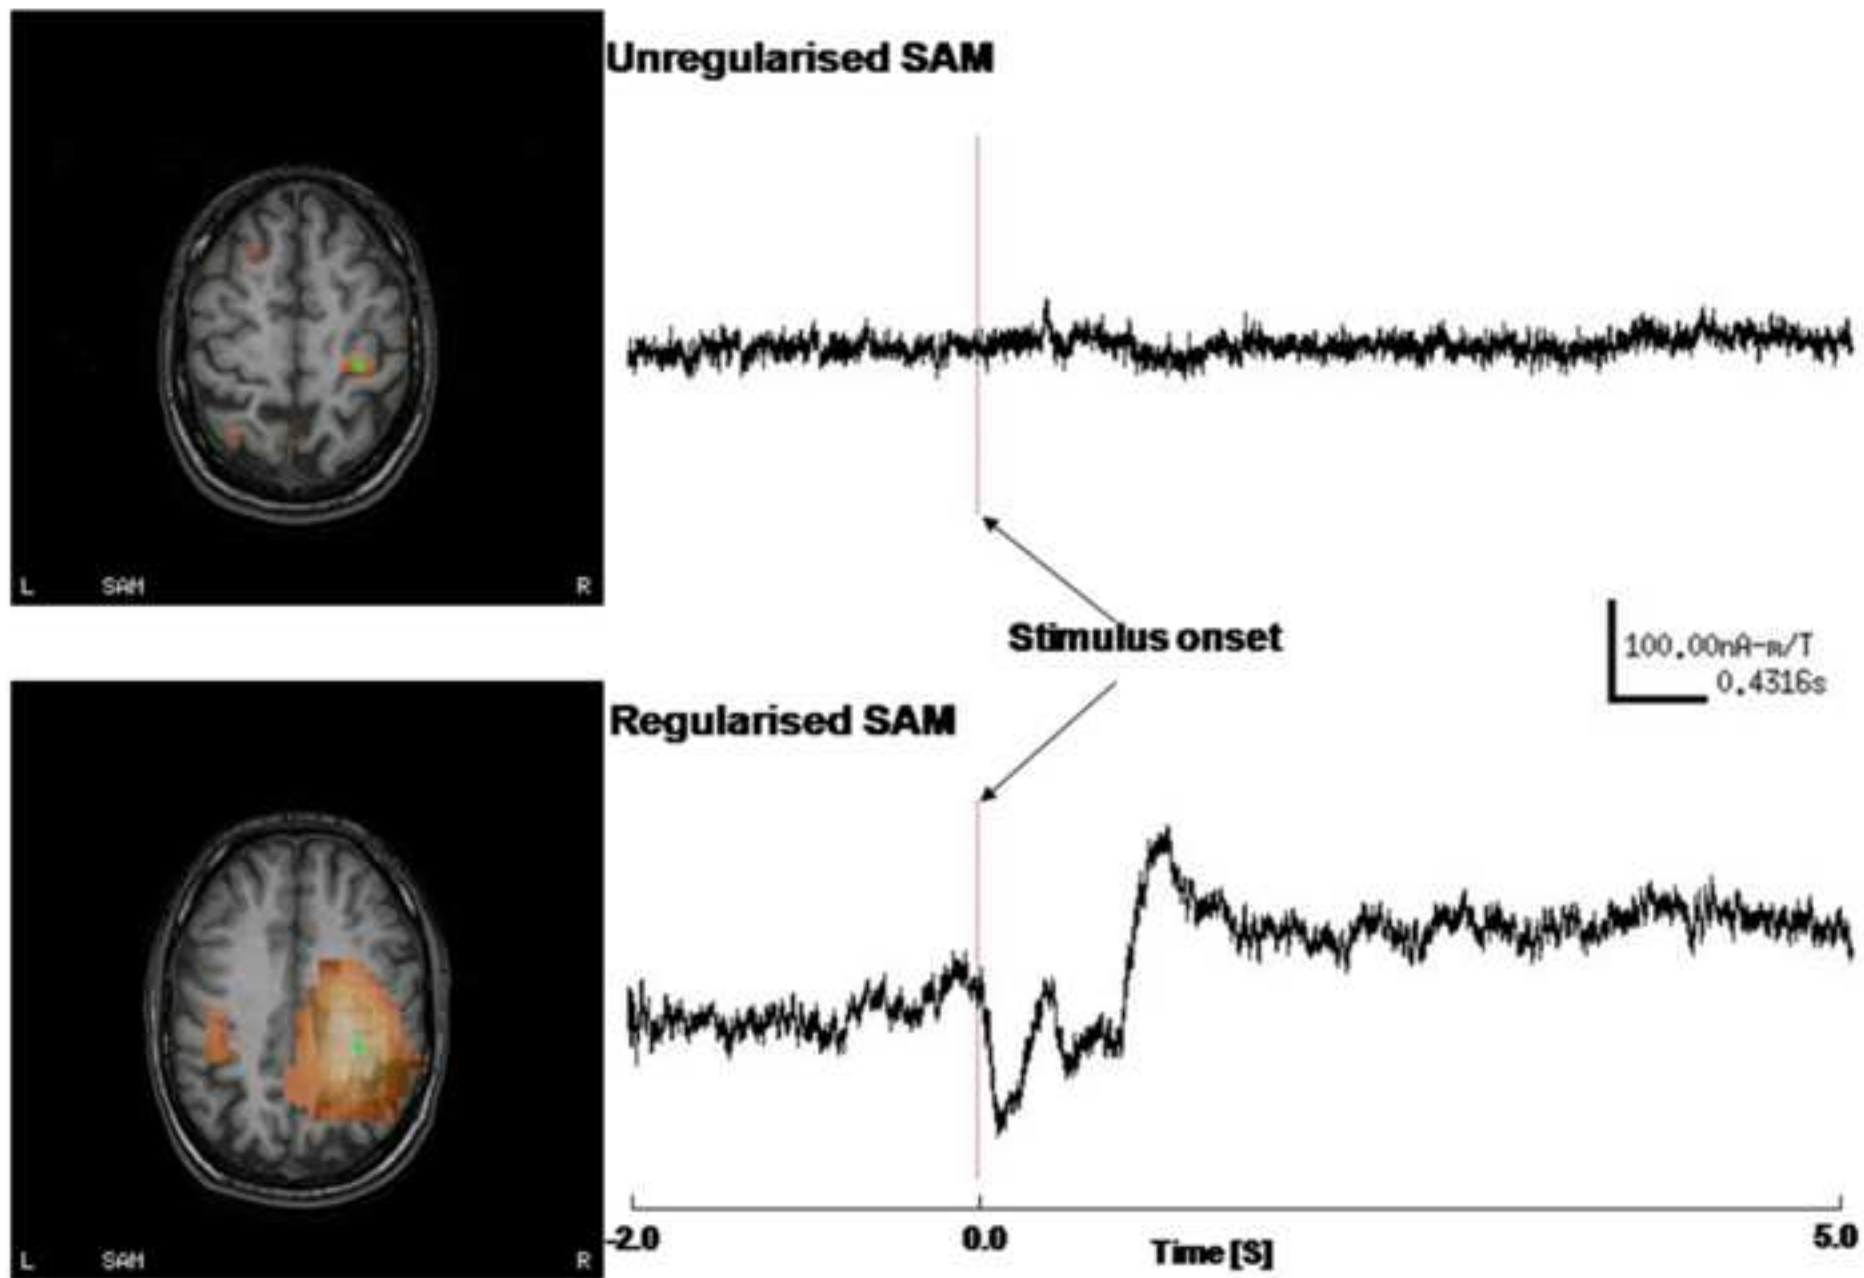 Unregularised SAM
L SAM R
Stimulus onset
100.00nA-m/T
0.4316s
Regularised SAM
L SAM R
-2.0 0.0 5.0
Time [S]